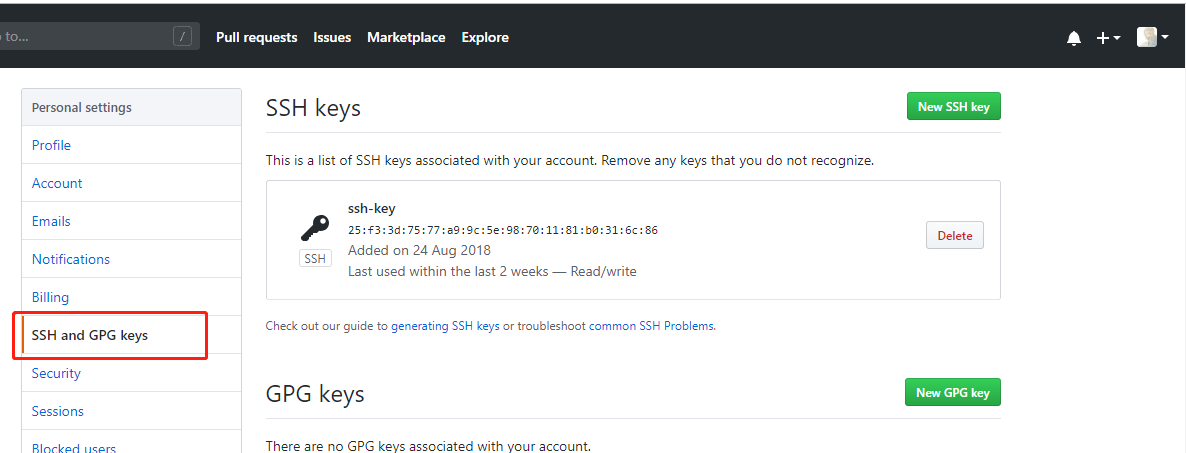 to... / Pull requests Issues Marketplace Explore
Personal settings
Profile
Account
Emails
Notifications
Billing
SSH and GPG keys
Security
Sessions
Blocked users
SSH keys
New SSH key
This is a list of SSH keys associated with your account. Remove any keys that you do not recognize.
ssh-key
25:f3:3d:75:77:a9:9c:5e:98:70:11:81:b0:31:6c:86
SSH
Added on 24 Aug 2018
Last used within the last 2 weeks — Read/write
Delete
Check out our guide to generating SSH keys or troubleshoot common SSH Problems.
GPG keys
New GPG key
There are no GPG keys associated with your account.